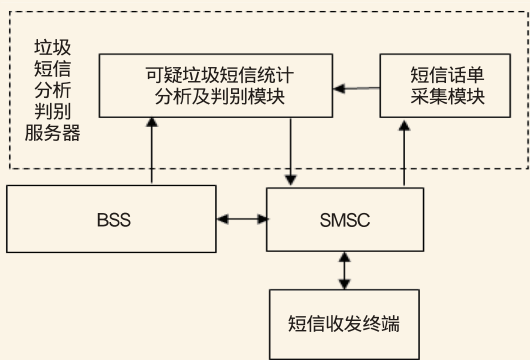 垃圾
短信
分析
判别
服务器
可疑垃圾短信统计
分析及判别模块
短信话单
采集模块
BSS
SMSC
短信收发终端